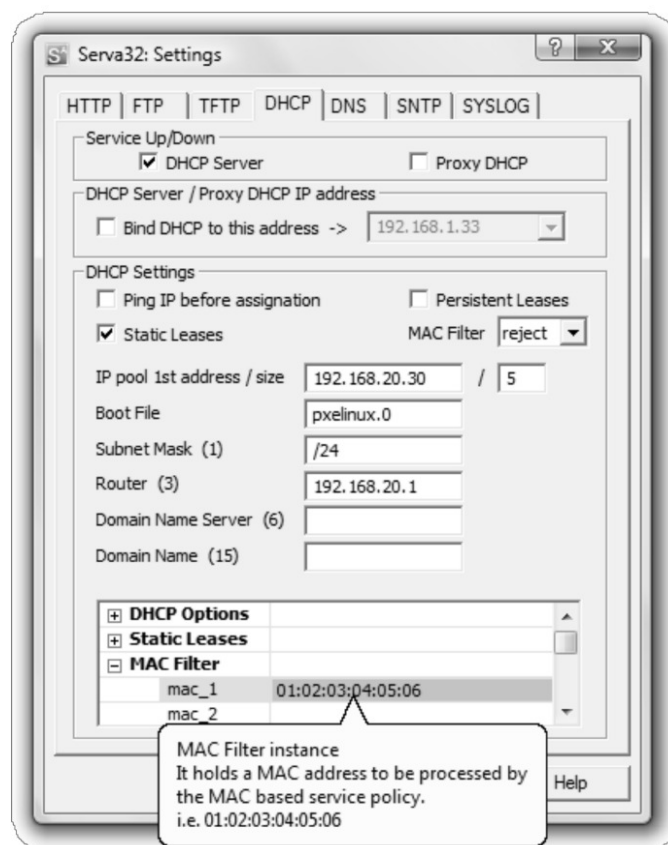 Serva32: Settings
HTTP FTP TFTP DHCP DNS SNTP SYSLOG
Service Up/Down
DHCP Server Proxy DHCP
DHCP Server / Proxy DHCP IP address
Bind DHCP to this address -> 192.168.1.33
DHCP Settings
Ping IP before assignation Persistent Leases
Static Leases MAC Filter reject
IP pool 1st address / size 192.168.20.30 / 5
Boot File pxelinux.0
Subnet Mask (1) /24
Router (3) 192.168.20.1
Domain Name Server (6)
Domain Name (15)
DHCP Options
Static Leases
MAC Filter
mac_1 01:02:03:04:05:06
mac_2
MAC Filter instance
It holds a MAC address to be processed by
the MAC based service policy.
i.e. 01:02:03:04:05:06
Help